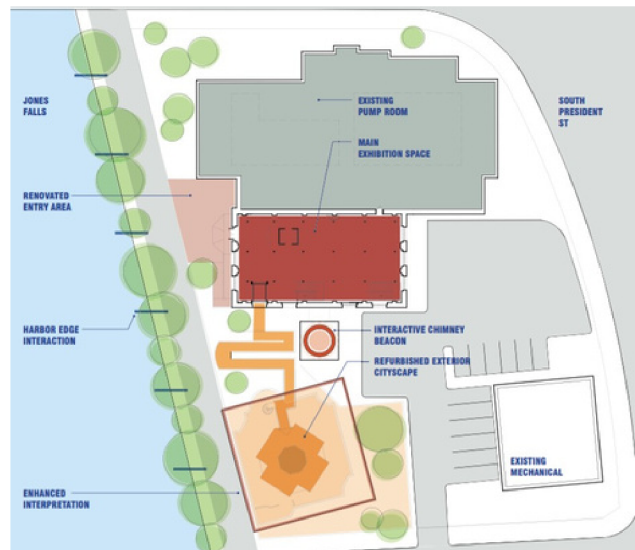 JONES
FALLS
EXISTING
PUMP ROOM
SOUTH
PRESIDENT
ST
MAIN
EXHIBITION SPACE
RENOVATED
ENTRY AREA
HARBOR EDGE
INTERACTION
INTERACTIVE CHIMNEY
BEACON
REFURBISHED EXTERIOR
CITYSCAPE
EXISTING
MECHANICAL
ENHANCED
INTERPRETATION